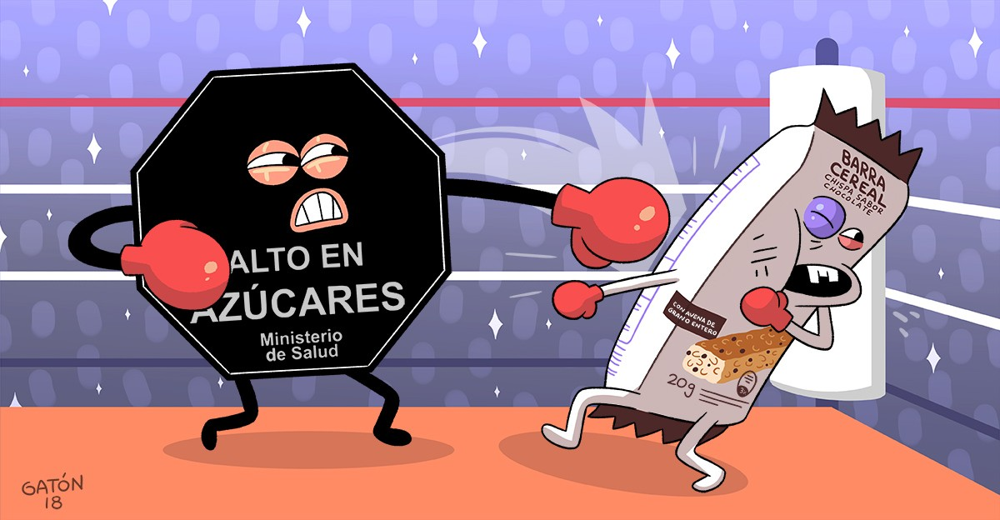 ALTO EN
AZÚCARES
Ministerio
de Salud
BARRA
CEREAL
CHISPA SABOR
CHOCOLATE
CON AVENA DE
GRANO ENTERO
20g
3%
GATÓN
18